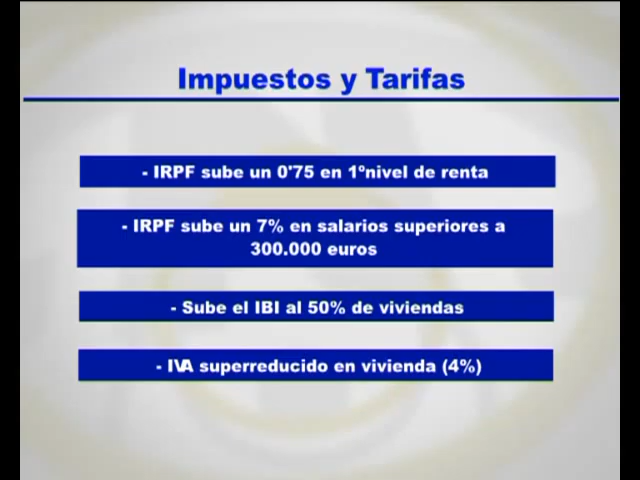 Impuestos y Tarifas
- IRPF sube un 0'75 en 1ºnivel de renta
- IRPF sube un 7% en salarios superiores a
300.000 euros
- Sube el IBI al 50% de viviendas
- IVA superreducido en vivienda (4%)